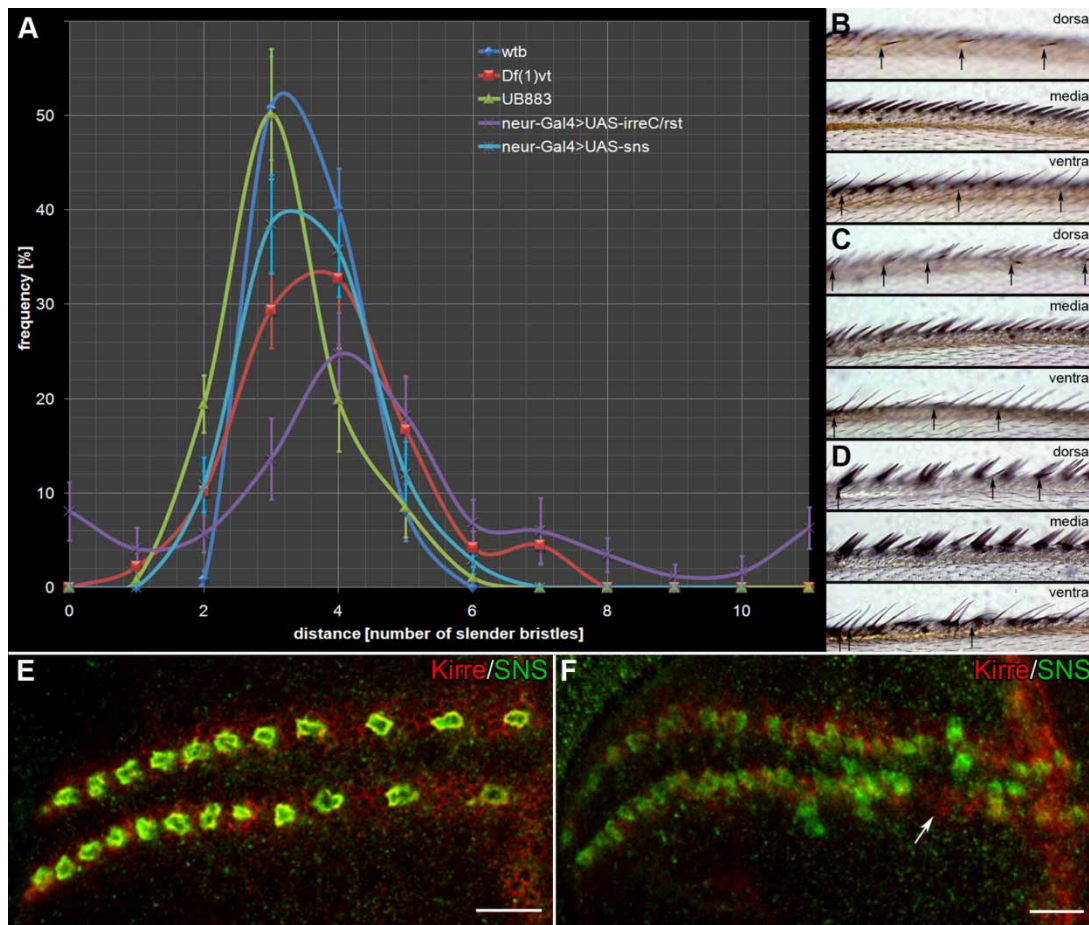 A
wtb
Df(1)vt
UB883
neur-Gal4>UAS-irreC/rst
neur-Gal4>UAS-sns
frequency [%]
50
40
30
20
10
0
0 2 4 6 8 10
distance [number of slender bristles]
B
dorsa
media
ventra
C
dorsa
media
ventra
D
dorsa
media
ventra
E
Kirre/SNS
F
Kirre/SNS